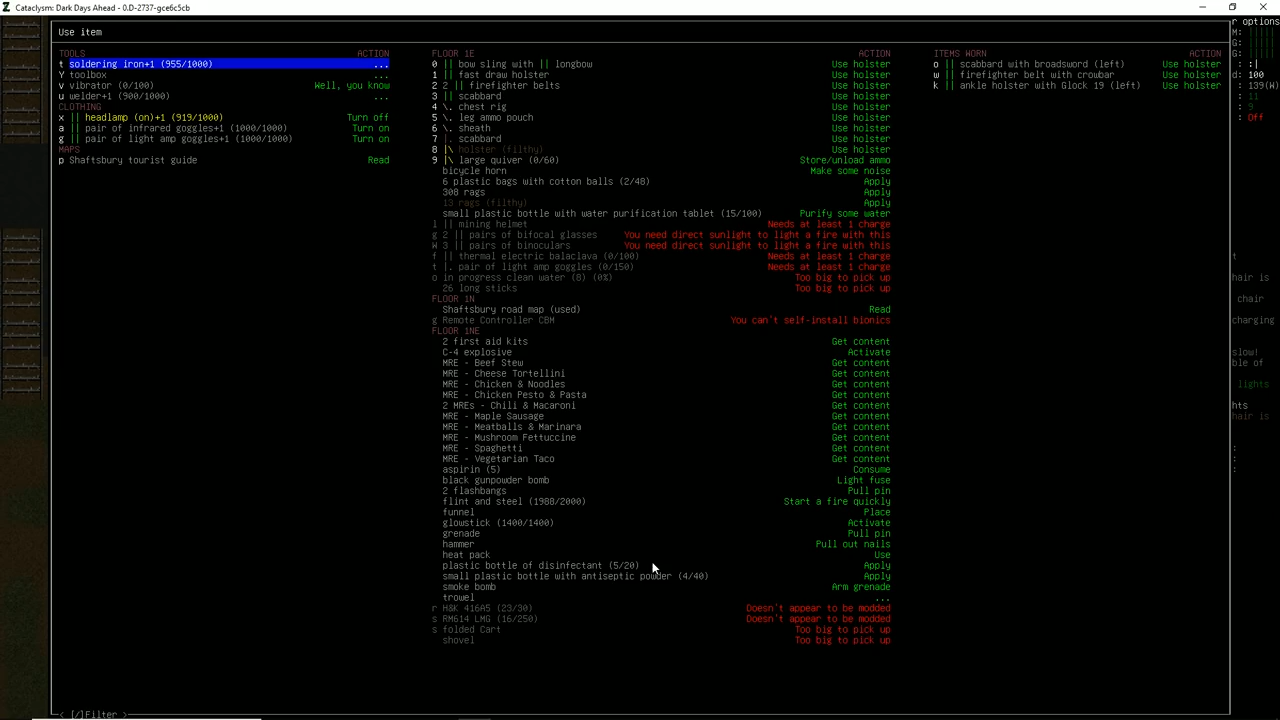 Cataclysm: Dark Days Ahead - 0.D-2737-gce6c5cb
Use item
TOOLS ACTION
t soldering iron+1 (955/1000) ...
Y toolbox ...
v vibrator (0/100) Well, you know
u welder+1 (900/1000) ...
CLOTHING
x || headlamp (on)+1 (919/1000) Turn off
a || pair of infrared goggles+1 (1000/1000) Turn on
g || pair of light amp goggles+1 (1000/1000) Turn on
MAPS
p Shaftsbury tourist guide Read
FLOOR 1E ACTION
0 || bow sling with || longbow Use holster
1 || fast draw holster Use holster
2 2 || firefighter belts Use holster
3 || scabbard Use holster
4 \. chest rig Use holster
5 \. leg ammo pouch Use holster
6 \. sheath Use holster
7 |. scabbard Use holster
8 |\ holster (filthy) Use holster
9 |\ large quiver (0/60) Store/unload ammo
bicycle horn Make some noise
6 plastic bags with cotton balls (2/48) Apply
308 rags Apply
13 rags (filthy) Apply
small plastic bottle with water purification tablet (15/100) Purify some water
l || mining helmet Needs at least 1 charge
g 2 || pairs of bifocal glasses You need direct sunlight to light a fire with this
W 3 || pairs of binoculars You need direct sunlight to light a fire with this
f || thermal electric balaclava (0/100) Needs at least 1 charge
t |. pair of light amp goggles (0/150) Needs at least 1 charge
o in progress clean water (8) (0%) Too big to pick up
26 long sticks Too big to pick up
FLOOR 1N
Shaftsbury road map (used) Read
g Remote Controller CBM You can't self-install bionics
FLOOR 1NE
2 first aid kits Get content
C-4 explosive Activate
MRE - Beef Stew Get content
MRE - Cheese Tortellini Get content
MRE - Chicken & Noodles Get content
MRE - Chicken Pesto & Pasta Get content
2 MREs - Chili & Macaroni Get content
MRE - Maple Sausage Get content
MRE - Meatballs & Marinara Get content
MRE - Mushroom Fettuccine Get content
MRE - Spaghetti Get content
MRE - Vegetarian Taco Get content
aspirin (5) Consume
black gunpowder bomb Light fuse
2 flashbangs Pull pin
flint and steel (1988/2000) Start a fire quickly
funnel Place
glowstick (1400/1400) Activate
grenade Pull pin
hammer Pull out nails
heat pack Use
plastic bottle of disinfectant (5/20) Apply
small plastic bottle with antiseptic powder (4/40) Apply
smoke bomb Arm grenade
trowel ...
r H&K 416A5 (23/30) Doesn't appear to be modded
s RM614 LMG (16/250) Doesn't appear to be modded
s folded Cart Too big to pick up
shovel Too big to pick up
ITEMS WORN ACTION
o || scabbard with broadsword (left) Use holster
w || firefighter belt with crowbar Use holster
k || ankle holster with Glock 19 (left) Use holster
r options
M: |||||
G: |||||
G: |||||
: :|
d: 100
: 139(W)
: 11
: 9
: Off
t
hair is
chair
charging
slow!
ble of
lights
hts
hair is
:
:
:
< [/]Filter >